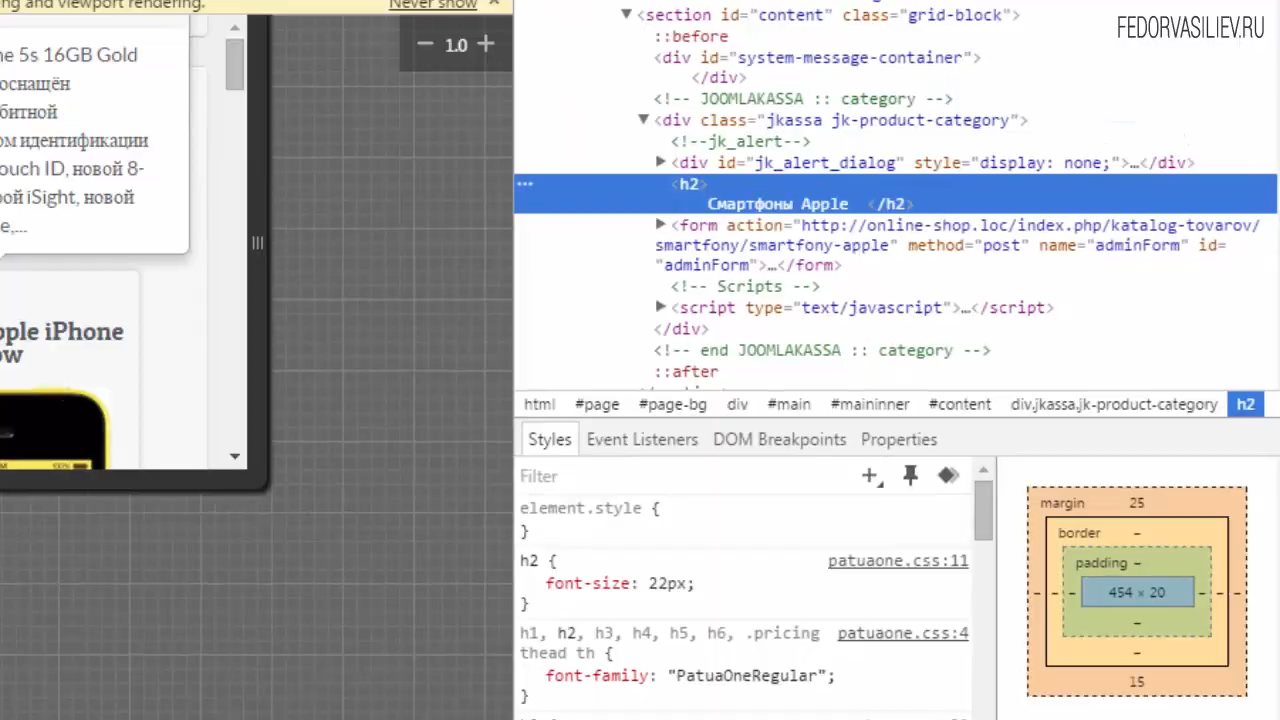 ing and viewport rendering. Never show ×
ne 5s 16GB Gold
оснащён
битной
ом идентификации
ouch ID, новой 8-
рой iSight, новой
е,...
pple iPhone
ow
− 1.0 +
FEDORVASILIEV.RU
<section id="content" class="grid-block">
::before
<div id="system-message-container">
</div>
<!-- JOOMLAKASSA :: category -->
<div class="jkassa jk-product-category">
<!--jk_alert-->
<div id="jk_alert_dialog" style="display: none;">…</div>
<h2>
Смартфоны Apple </h2>
<form action="http://online-shop.loc/index.php/katalog-tovarov/
smartfony/smartfony-apple" method="post" name="adminForm" id=
"adminForm">…</form>
<!-- Scripts -->
<script type="text/javascript">…</script>
</div>
<!-- end JOOMLAKASSA :: category -->
::after
html #page #page-bg div #main #maininner #content div.jkassa.jk-product-category h2
Styles Event Listeners DOM Breakpoints Properties
Filter
element.style {
}
h2 { patuaone.css:11
font-size: 22px;
}
h1, h2, h3, h4, h5, h6, .pricing patuaone.css:4
thead th {
font-family: "PatuaOneRegular";
}
margin 25
border –
padding –
– – – 454 × 20 – – –
–
–
15